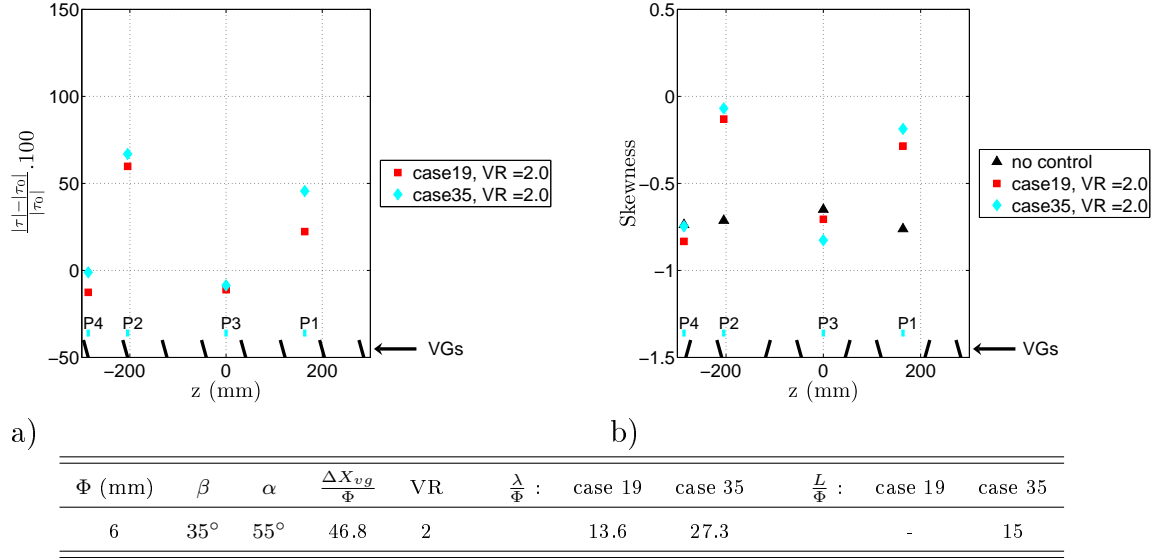 150
100
50
0
−50
|τ|−|τ0| / |τ0| .100
−200 0 200
z (mm)
P4 P2 P3 P1
VGs
case19, VR =2.0
case35, VR =2.0
a)
0.5
0
−0.5
−1
−1.5
Skewness
−200 0 200
z (mm)
P4 P2 P3 P1
VGs
no control
case19, VR =2.0
case35, VR =2.0
b)
Φ (mm) β α ΔXvg/Φ VR λ/Φ : case 19 case 35 L/Φ : case 19 case 35
6 35° 55° 46.8 2 13.6 27.3 - 15